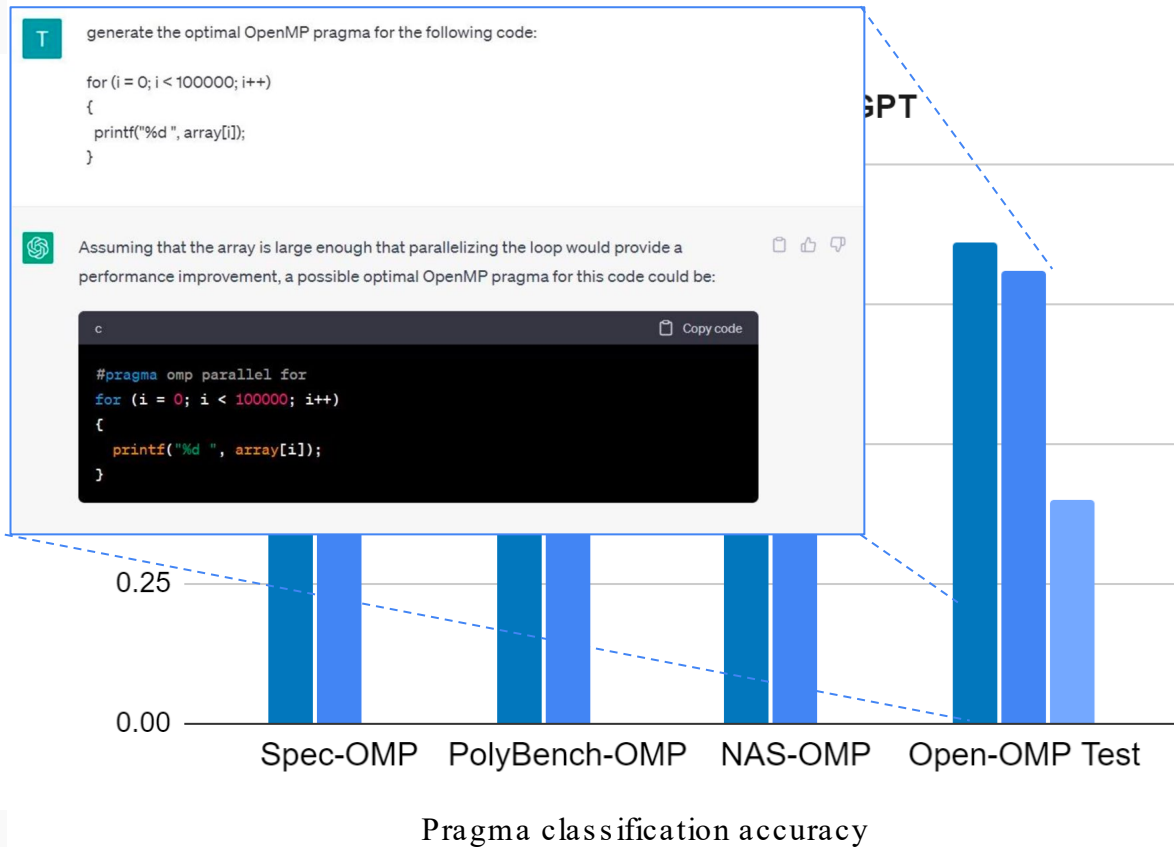 T
generate the optimal OpenMP pragma for the following code:
for (i = 0; i < 100000; i++)
{
printf("%d ", array[i]);
}
GPT
Assuming that the array is large enough that parallelizing the loop would provide a
performance improvement, a possible optimal OpenMP pragma for this code could be:
c Copy code
#pragma omp parallel for
for (i = 0; i < 100000; i++)
{
printf("%d ", array[i]);
}
0.25
0.00
Spec-OMP PolyBench-OMP NAS-OMP Open-OMP Test
Pragma classification accuracy